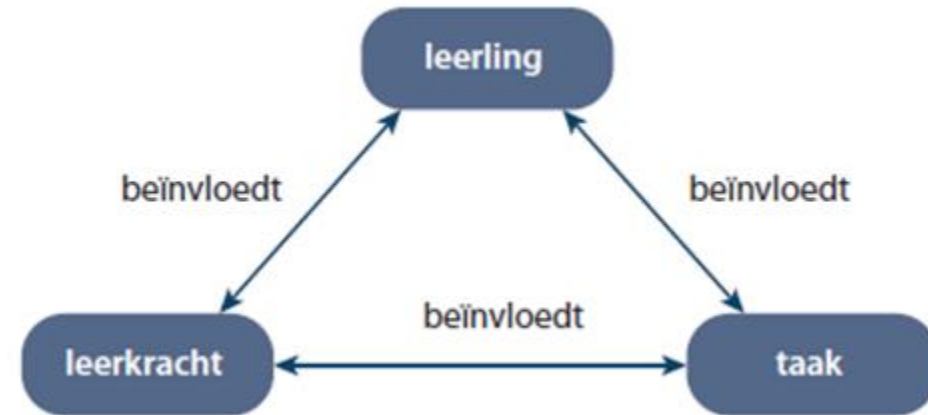 leerling
beïnvloedt
beïnvloedt
beïnvloedt
leerkracht
taak